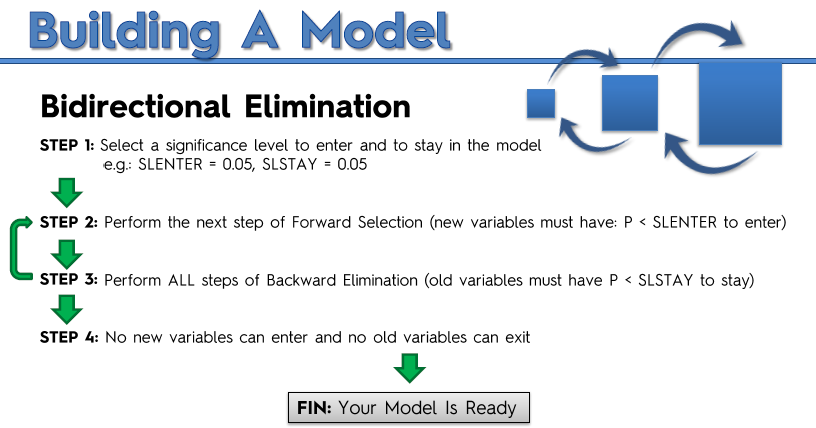 Building A Model
Bidirectional Elimination
STEP 1: Select a significance level to enter and to stay in the model
e.g.: SLENTER = 0.05, SLSTAY = 0.05
STEP 2: Perform the next step of Forward Selection (new variables must have: P < SLENTER to enter)
STEP 3: Perform ALL steps of Backward Elimination (old variables must have P < SLSTAY to stay)
STEP 4: No new variables can enter and no old variables can exit
FIN: Your Model Is Ready